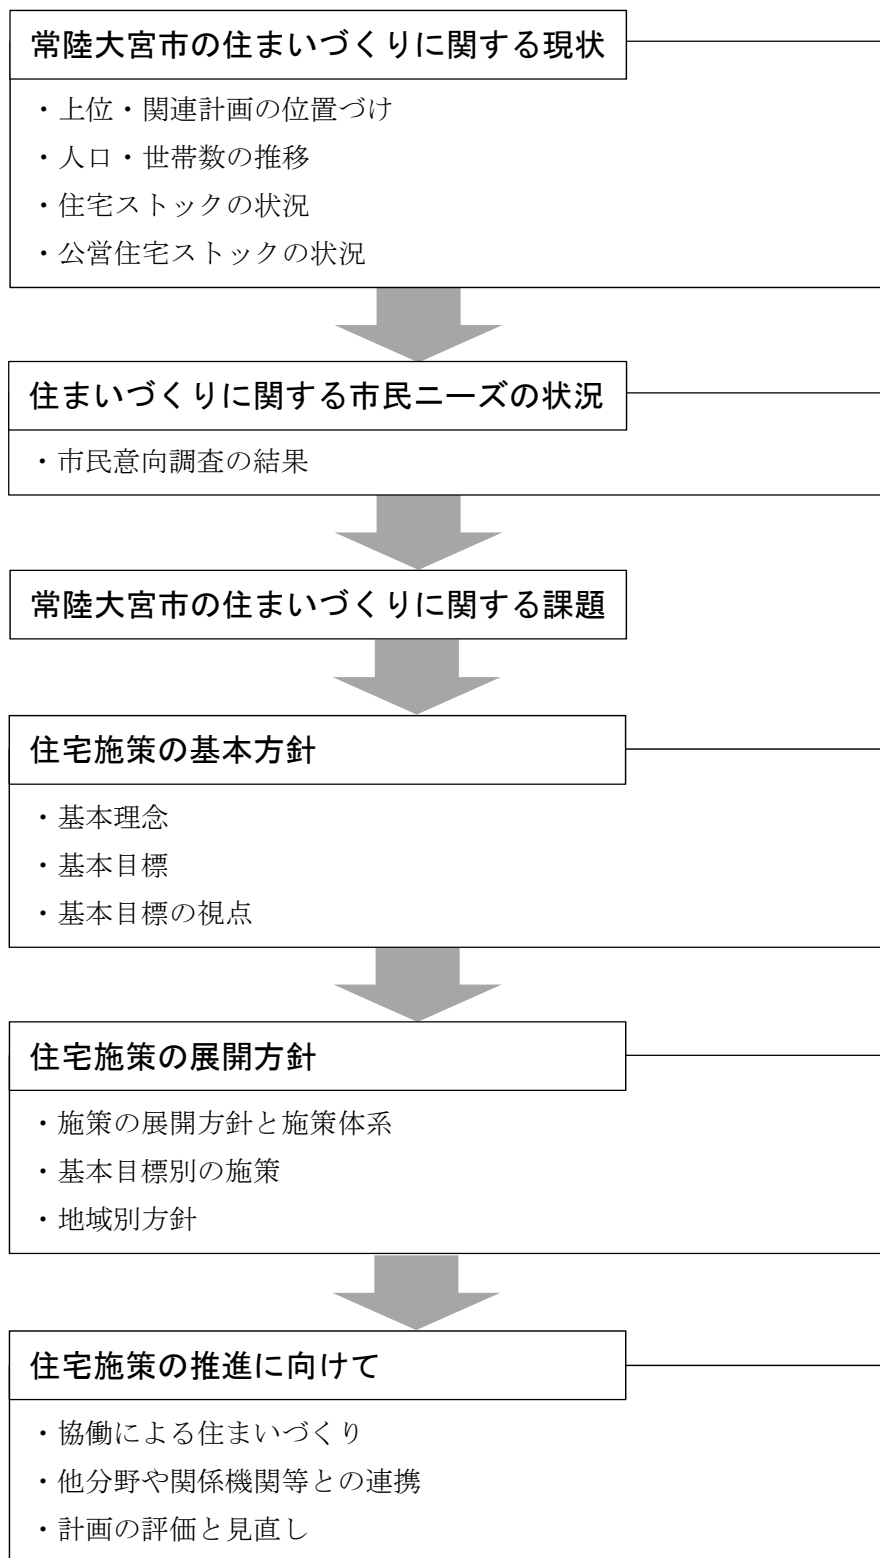 常陸大宮市の住まいづくりに関する現状
・上位・関連計画の位置づけ
・人口・世帯数の推移
・住宅ストックの状況
・公営住宅ストックの状況
住まいづくりに関する市民ニーズの状況
・市民意向調査の結果
常陸大宮市の住まいづくりに関する課題
住宅施策の基本方針
・基本理念
・基本目標
・基本目標の視点
住宅施策の展開方針
・施策の展開方針と施策体系
・基本目標別の施策
・地域別方針
住宅施策の推進に向けて
・協働による住まいづくり
・他分野や関係機関等との連携
・計画の評価と見直し